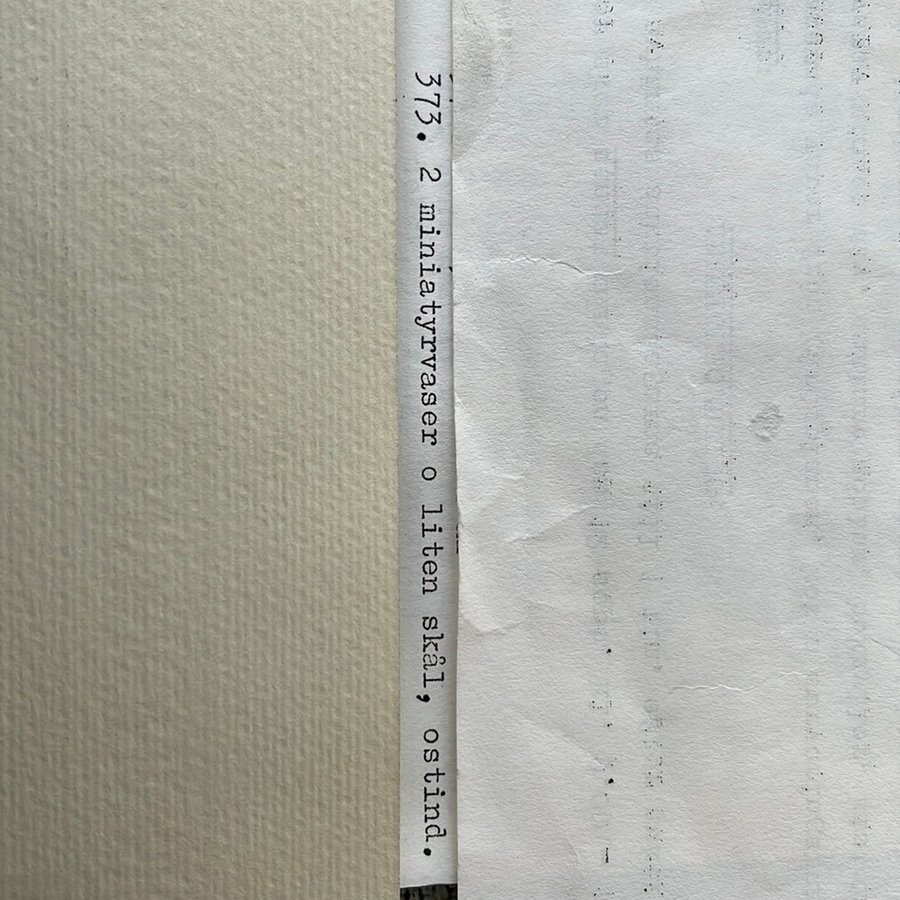 373. 2 miniatyrvaser o liten skål, ostind.